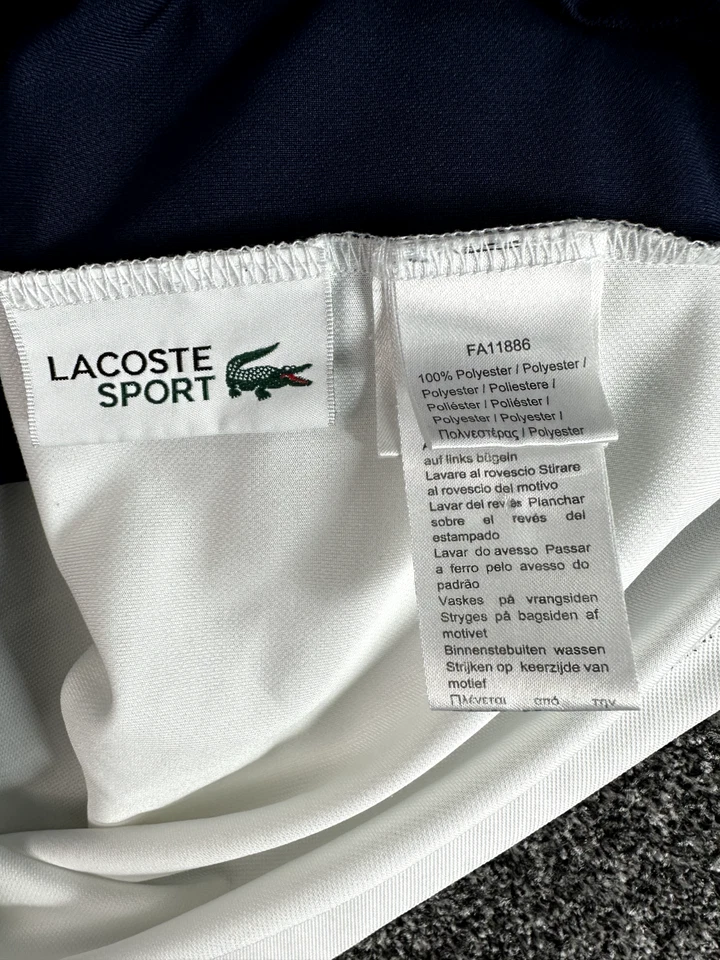 LACOSTE
SPORT
FA11886
100% Polyester / Polyester /
Polyester / Poliestere /
Poliéster / Poliéster /
Polyester / Polyester /
Πολυεστέρας / Polyester
auf links bügeln
Lavare al rovescio Stirare
al rovescio del motivo
Lavar del revés Planchar
sobre el revés del
estampado
Lavar do avesso Passar
a ferro pelo avesso do
padrão
Vaskes på vrangsiden
Stryges på bagsiden af
motivet
Binnenstebuiten wassen
Strijken op keerzijde van
motief
Πλένεται από την